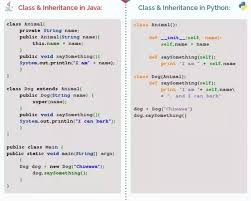 Class & Inheritance in Java:
class Animal{
private String name;
public Animal(String name){
this.name = name;
}
public void saySomething(){
System.out.println("I am" + name);
}
}
class Dog extends Animal{
public Dog(String name) {
super(name);
}
public void saySomething(){
System.out.println("I can bark");
}
}
public class Main {
public static void main(String[] args) {
Dog dog = new Dog("Chiwawa");
dog.saySomething();
}
}
Class & Inheritance in Python:
class Animal():
def __init__(self, name):
self.name = name
def saySomething(self):
print "I am " + self.name
class Dog(Animal):
def saySomething(self):
print "I am "+ self.name\
+ ", and I can bark"
dog = Dog("Chiwawa")
dog.saySomething()